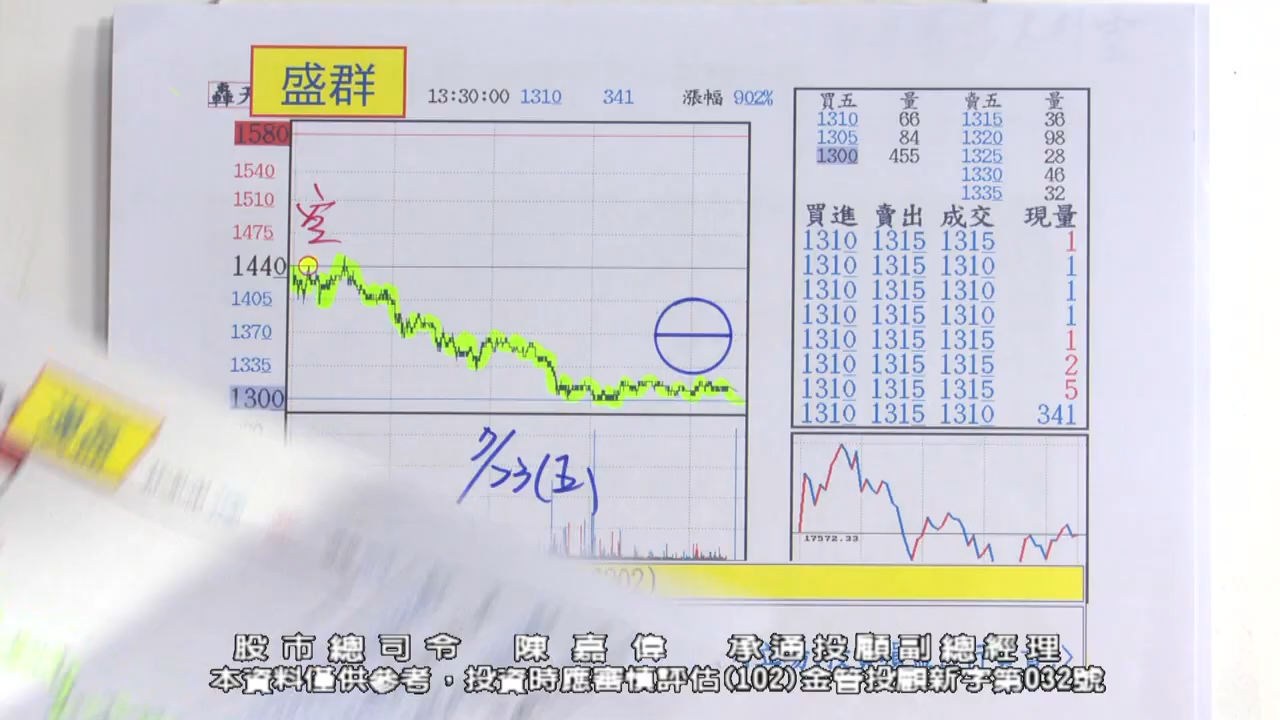 盛群
轟天
13:30:00 1310 341 漲幅 902%
1580
1540
1510
1475
1440
1405
1370
1335
1300
空
7/23(五)
買五 量 賣五 量
1310 66 1315 36
1305 84 1320 98
1300 455 1325 28
1330 46
1335 32
買進 賣出 成交 現量
1310 1315 1315 1
1310 1315 1310 1
1310 1315 1310 1
1310 1315 1310 1
1310 1315 1315 1
1310 1315 1315 2
1310 1315 1315 5
1310 1315 1310 341
17572.33
股市總司令 陳嘉偉 承通投顧副總經理
本資料僅供參考，投資時應審慎評估(102)金管投顧新字第032號